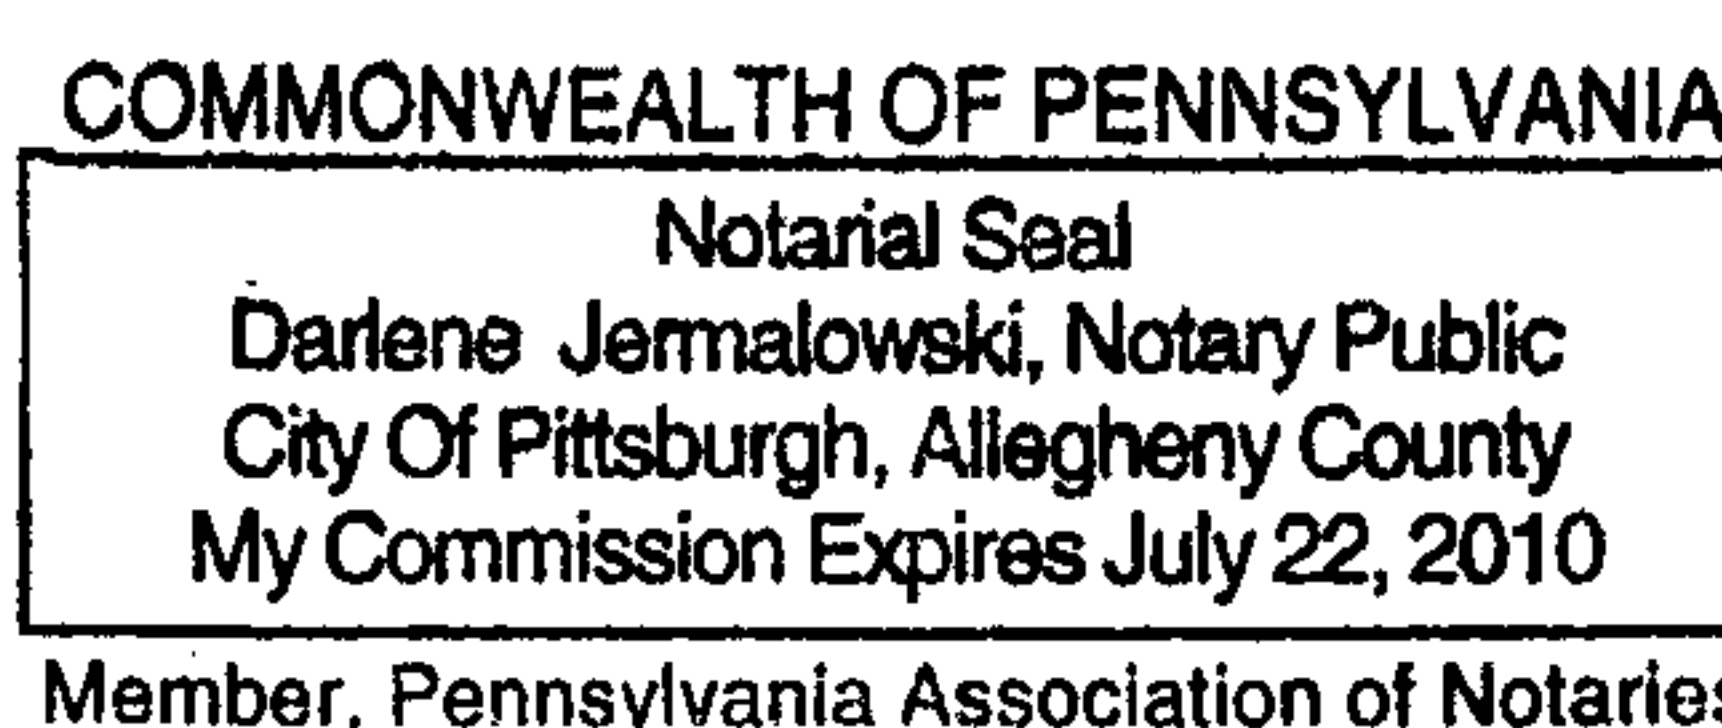 COMMONWEALTH OF PENNSYLVANIA
Notarial Seal
Darlene Jermalowski, Notary Public
City Of Pittsburgh, Allegheny County
My Commission Expires July 22, 2010
Member, Pennsylvania Association of Notaries